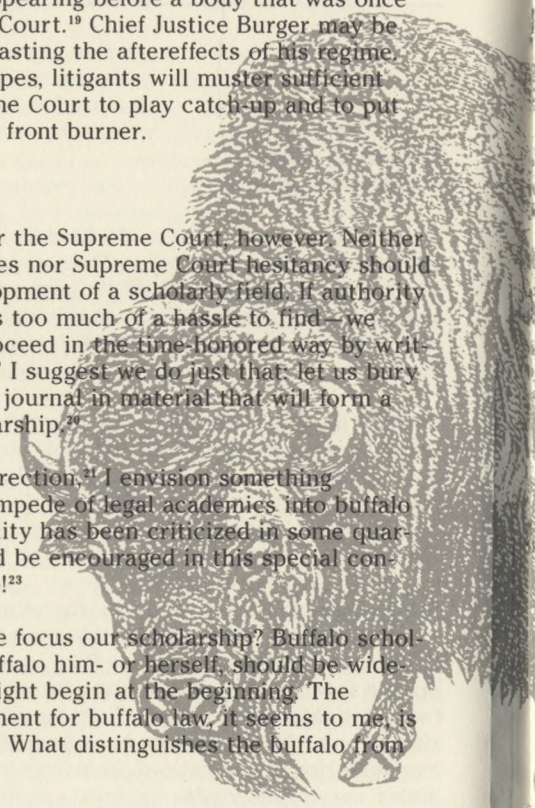 ppearing before a body that was once
Court.¹⁹ Chief Justice Burger may be
asting the aftereffects of his regime.
pes, litigants will muster sufficient
he Court to play catch-up and to put
front burner.
r the Supreme Court, however. Neither
es nor Supreme Court hesitancy should
opment of a scholarly field. If authority
s too much of a hassle to find—we
oceed in the time-honored way by writ-
I suggest we do just that: let us bury
journal in material that will form a
arship.²⁰
rection,²¹ I envision something
mpede of legal academics into buffalo
lity has been criticized in some quar-
d be encouraged in this special con-
!²³
e focus our scholarship? Buffalo schol-
ffalo him- or herself, should be wide-
ight begin at the beginning. The
nent for buffalo law, it seems to me, is
What distinguishes the buffalo from